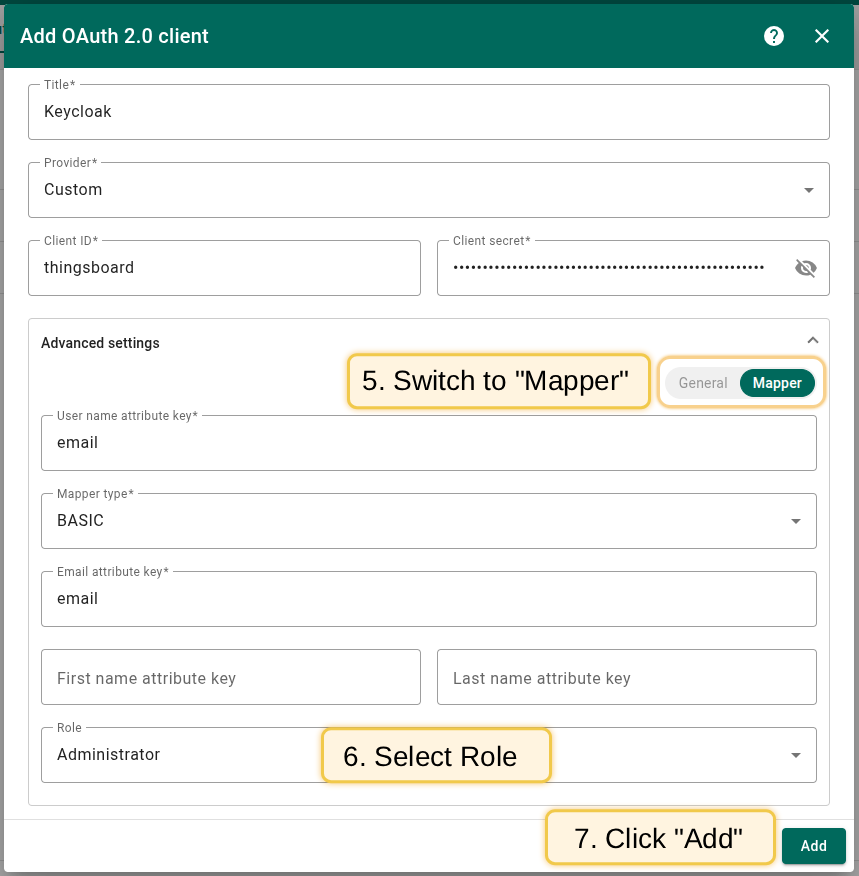 Add OAuth 2.0 client
Title*
Keycloak
Provider*
Custom
Client ID*
thingsboard
Client secret*
Advanced settings
5. Switch to "Mapper"
General
Mapper
User name attribute key*
email
Mapper type*
BASIC
Email attribute key*
email
First name attribute key
Last name attribute key
Role
Administrator
6. Select Role
7. Click "Add"
Add